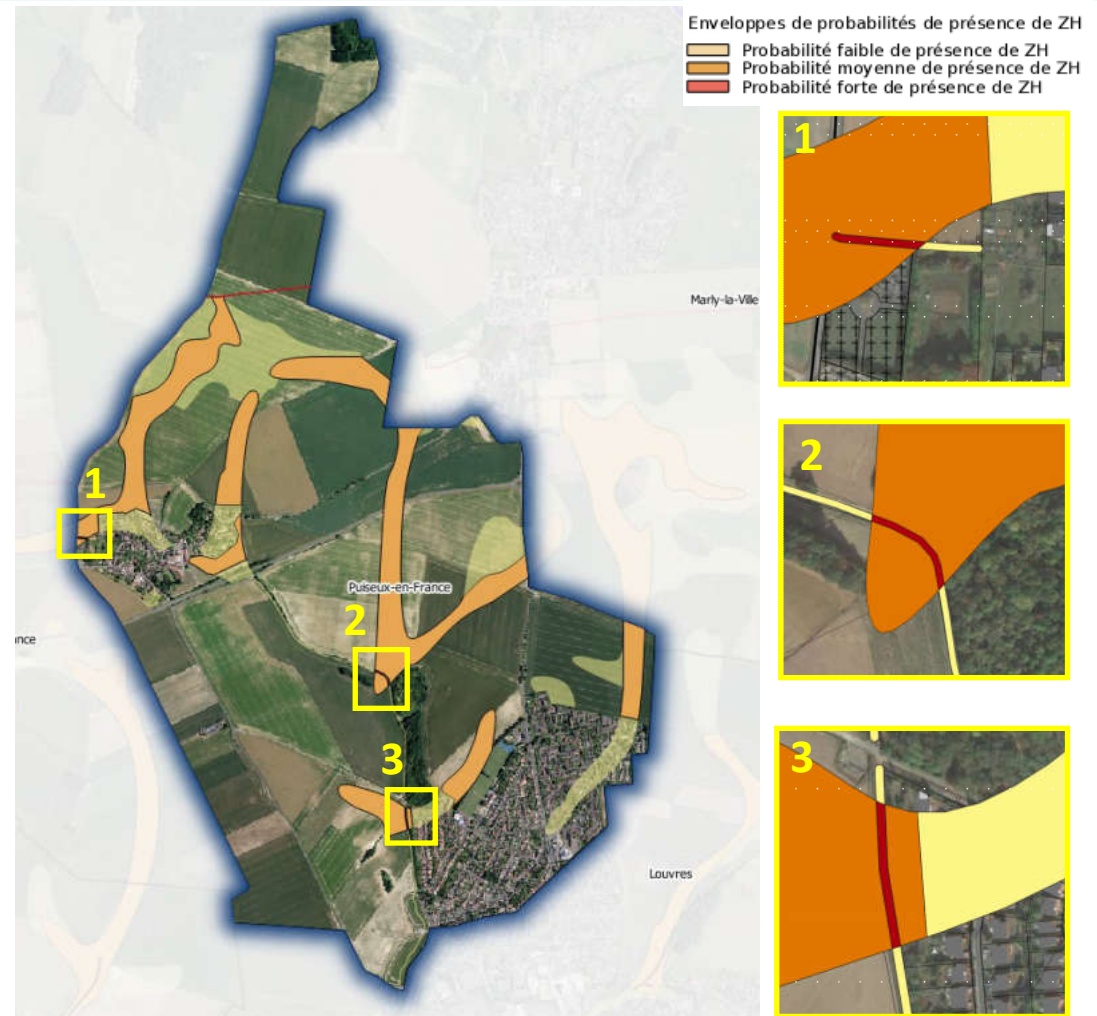 Enveloppes de probabilités de présence de ZH
Probabilité faible de présence de ZH
Probabilité moyenne de présence de ZH
Probabilité forte de présence de ZH
1
Marly-la-Ville
2
1
Puiseux-en-France
2
nce
3
3
Louvres